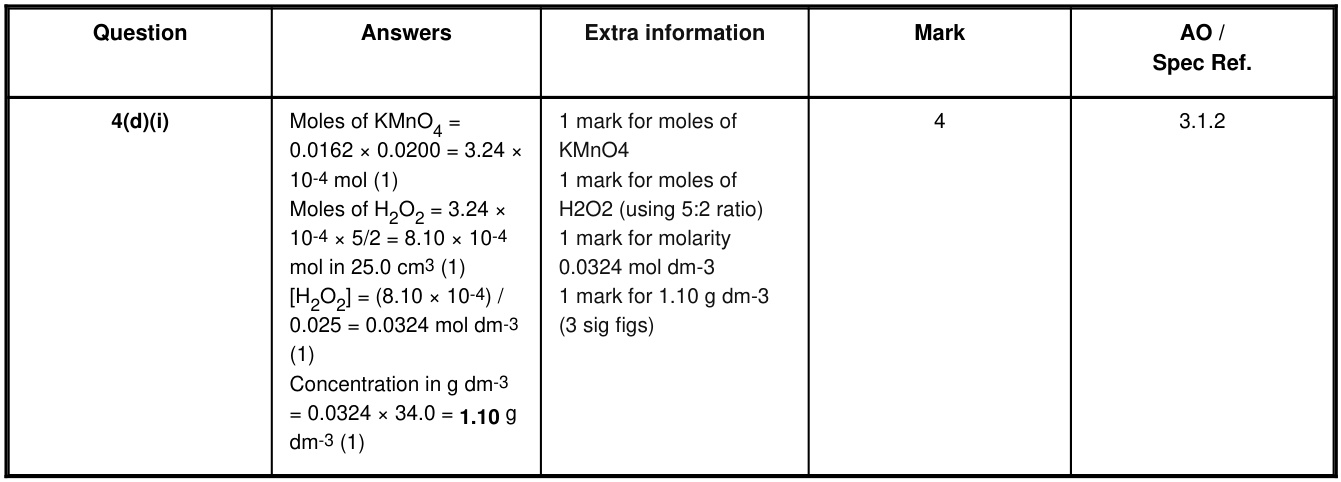 Question
Answers
Extra information
Mark
AO /
Spec Ref.
4(d)(i)
Moles of KMnO₄ =
0.0162 × 0.0200 = 3.24 ×
10⁻⁴ mol (1)
Moles of H₂O₂ = 3.24 ×
10⁻⁴ × 5/2 = 8.10 × 10⁻⁴
mol in 25.0 cm³ (1)
[H₂O₂] = (8.10 × 10⁻⁴) /
0.025 = 0.0324 mol dm⁻³
(1)
Concentration in g dm⁻³
= 0.0324 × 34.0 = 1.10 g
dm⁻³ (1)
1 mark for moles of
KMnO4
1 mark for moles of
H2O2 (using 5:2 ratio)
1 mark for molarity
0.0324 mol dm-3
1 mark for 1.10 g dm-3
(3 sig figs)
4
3.1.2